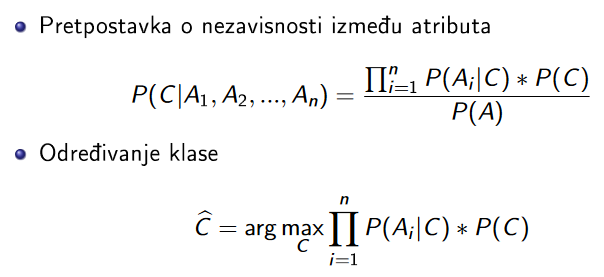 Pretpostavka o nezavisnosti između atributa
P(C|A₁, A₂, ..., Aₙ) = ∏ⁿᵢ₌₁ P(Aᵢ|C) ∗ P(C) / P(A)
Određivanje klase
Ĉ = arg max_C ∏ⁿᵢ₌₁ P(Aᵢ|C) ∗ P(C)